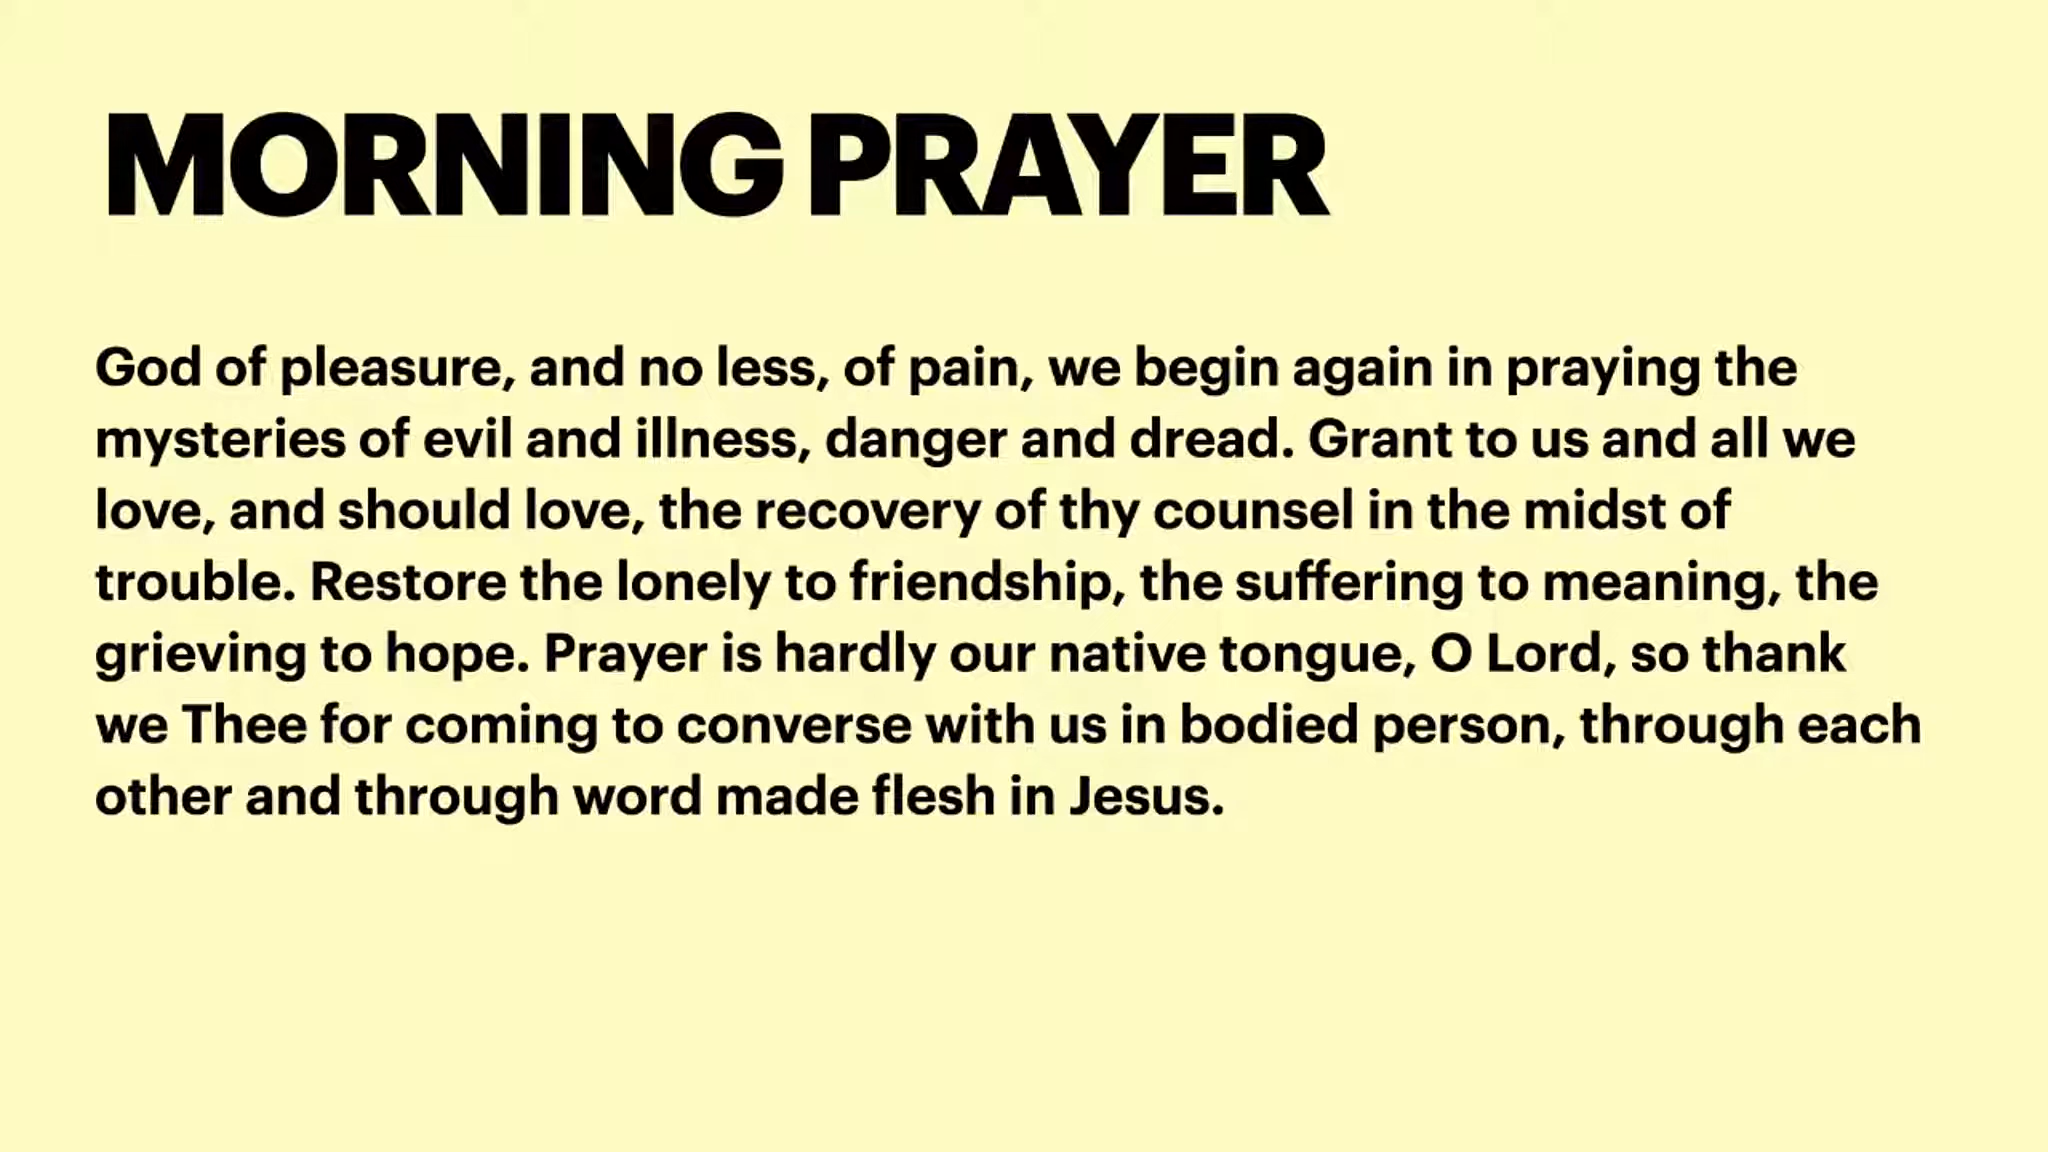 MORNING PRAYER
God of pleasure, and no less, of pain, we begin again in praying the
mysteries of evil and illness, danger and dread. Grant to us and all we
love, and should love, the recovery of thy counsel in the midst of
trouble. Restore the lonely to friendship, the suffering to meaning, the
grieving to hope. Prayer is hardly our native tongue, O Lord, so thank
we Thee for coming to converse with us in bodied person, through each
other and through word made flesh in Jesus.